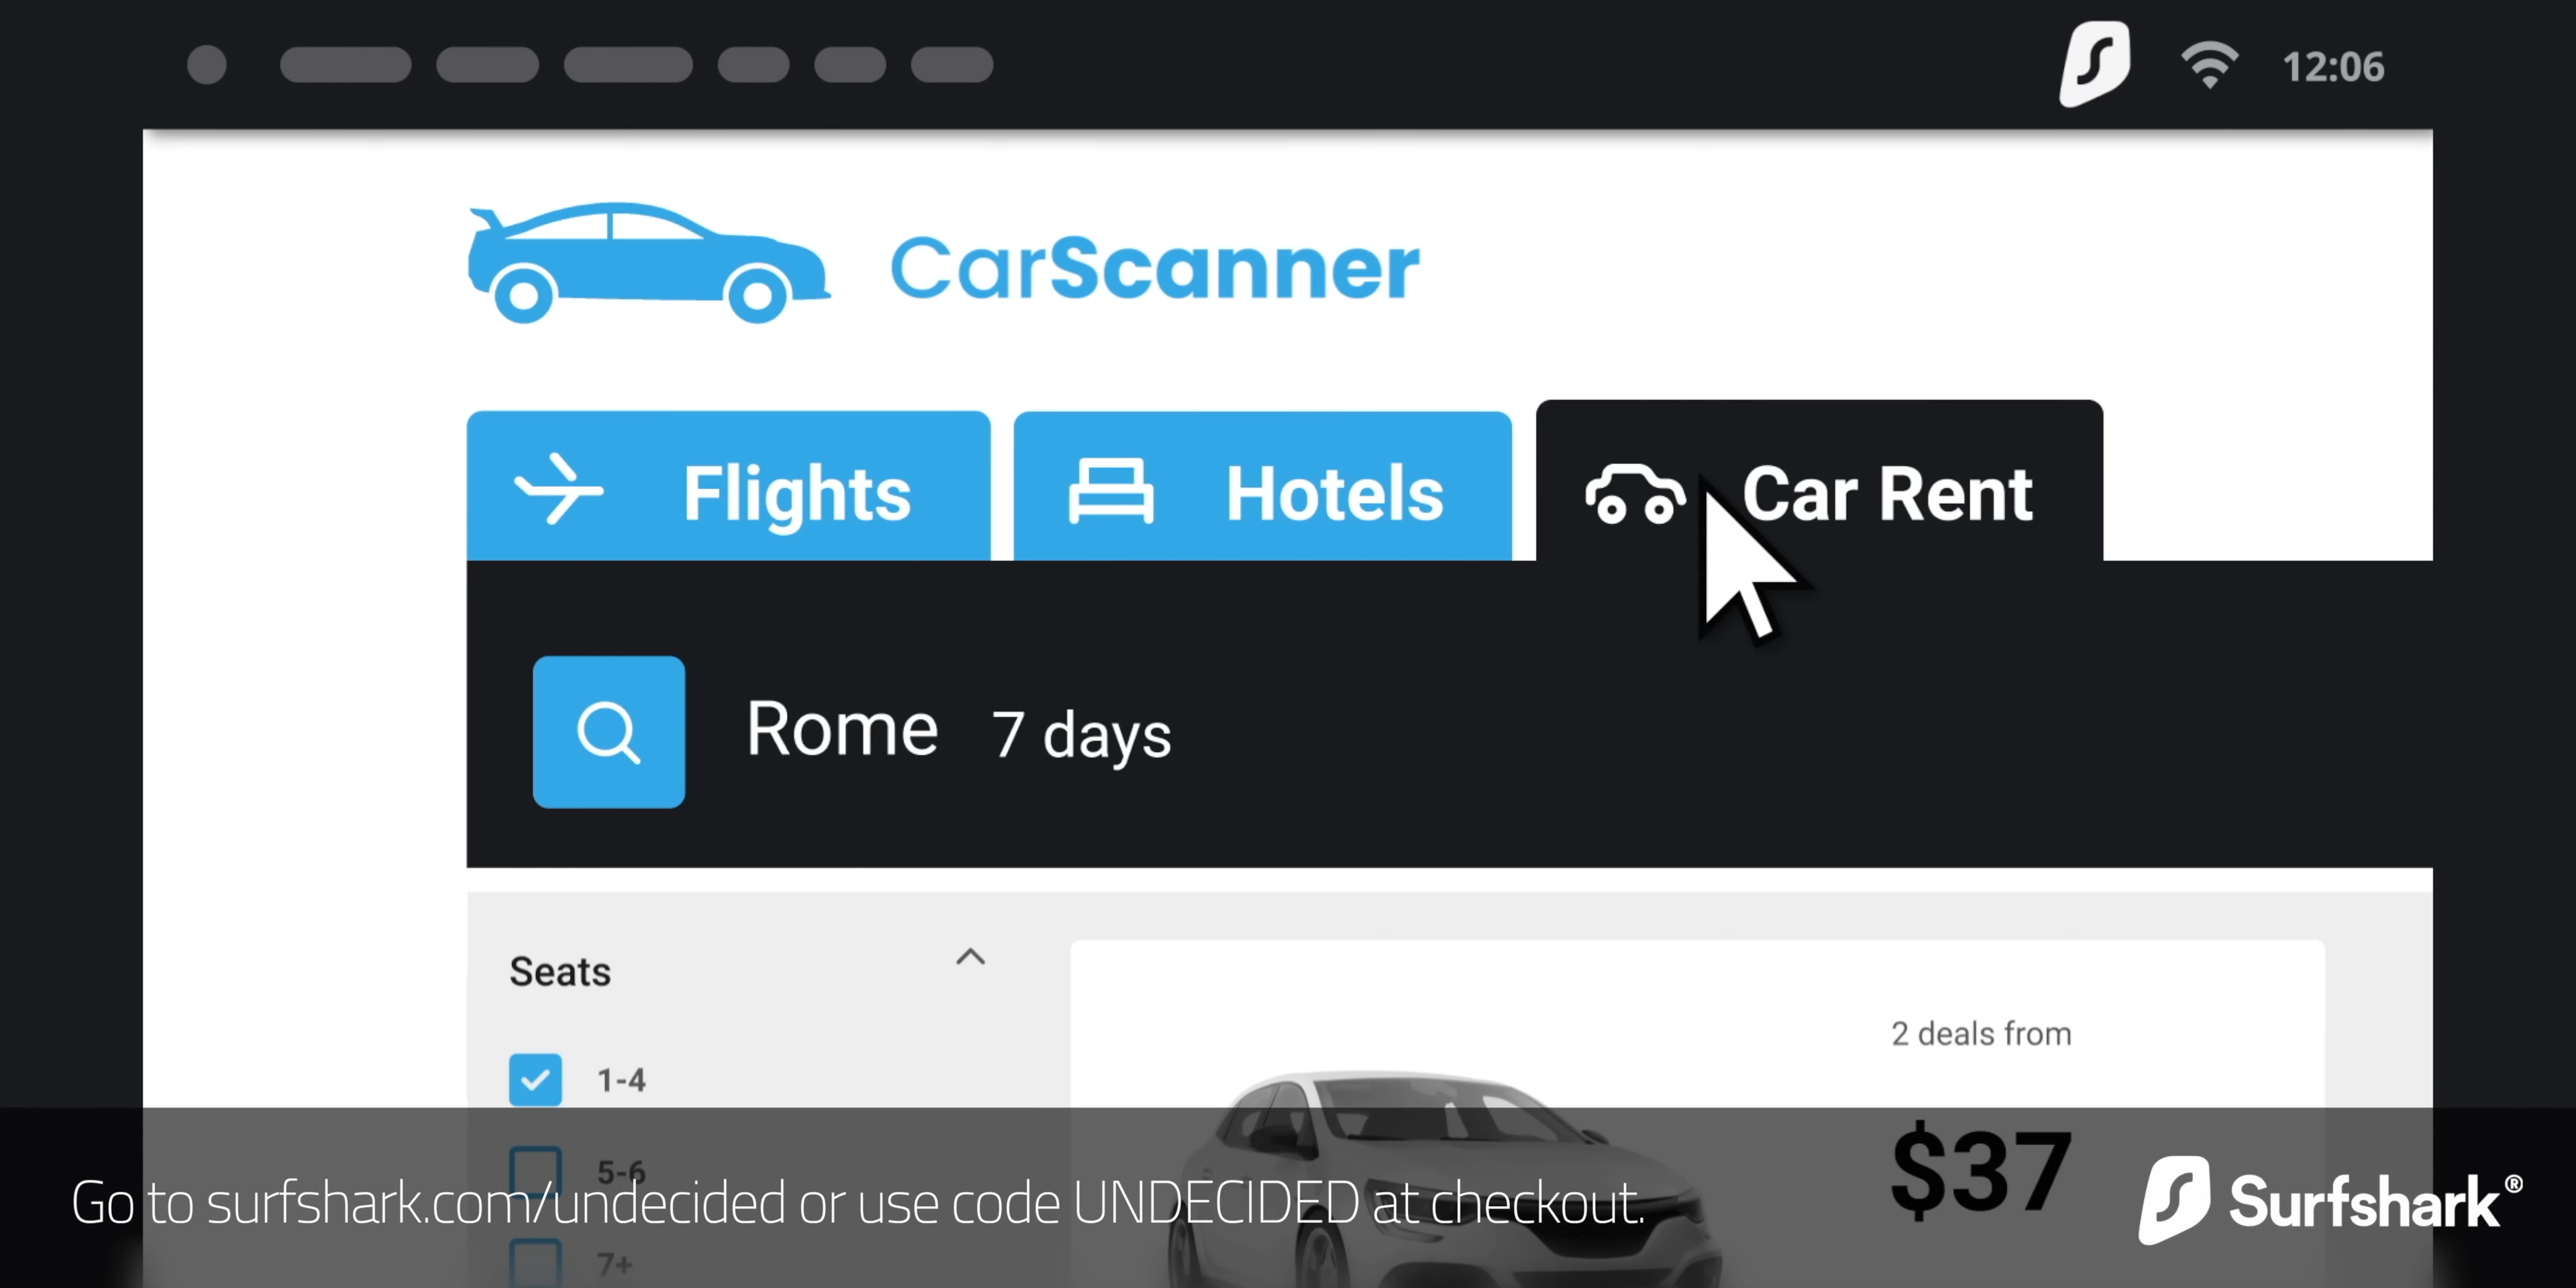 12:06
CarScanner
Flights
Hotels
Car Rent
Rome 7 days
Seats
1-4
2 deals from
5-6
$37
Go to surfshark.com/undecided or use code UNDECIDED at checkout.
Surfshark®
7+